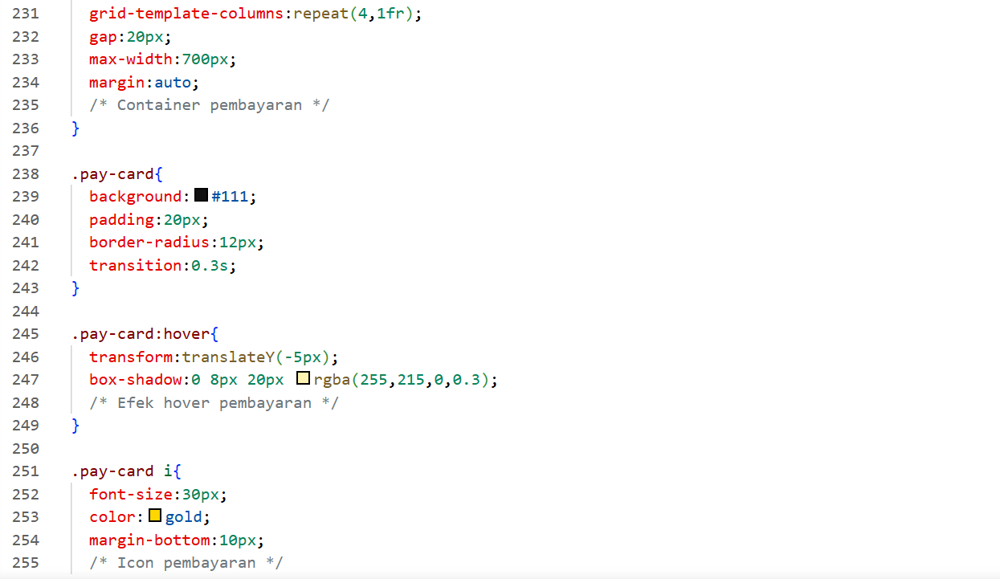 231 grid-template-columns:repeat(4,1fr);
232 gap:20px;
233 max-width:700px;
234 margin:auto;
235 /* Container pembayaran */
236 }
237
238 .pay-card{
239 background:#111;
240 padding:20px;
241 border-radius:12px;
242 transition:0.3s;
243 }
244
245 .pay-card:hover{
246 transform:translateY(-5px);
247 box-shadow:0 8px 20px rgba(255,215,0,0.3);
248 /* Efek hover pembayaran */
249 }
250
251 .pay-card i{
252 font-size:30px;
253 color:gold;
254 margin-bottom:10px;
255 /* Icon pembayaran */